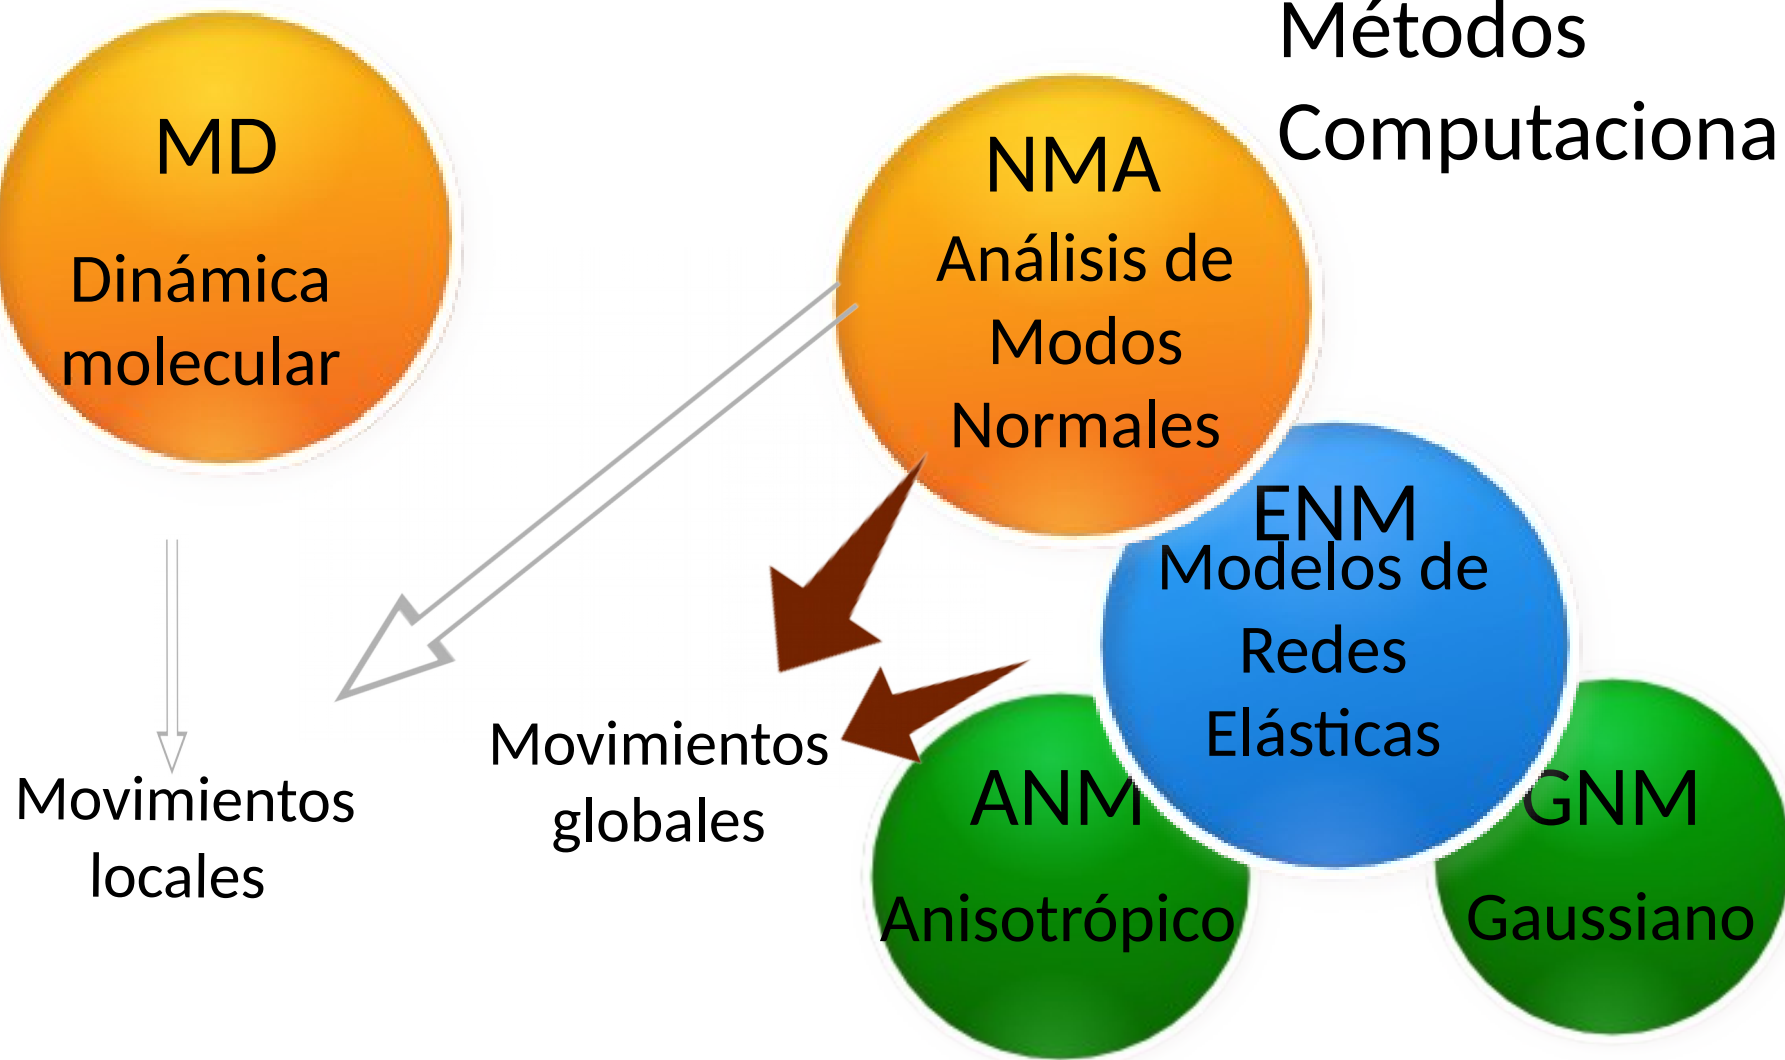 Métodos
Computaciona
MD
Dinámica
molecular
NMA
Análisis de
Modos
Normales
ENM
Modelos de
Redes
Elásticas
Movimientos
globales
Movimientos
locales
ANM
Anisotrópico
GNM
Gaussiano